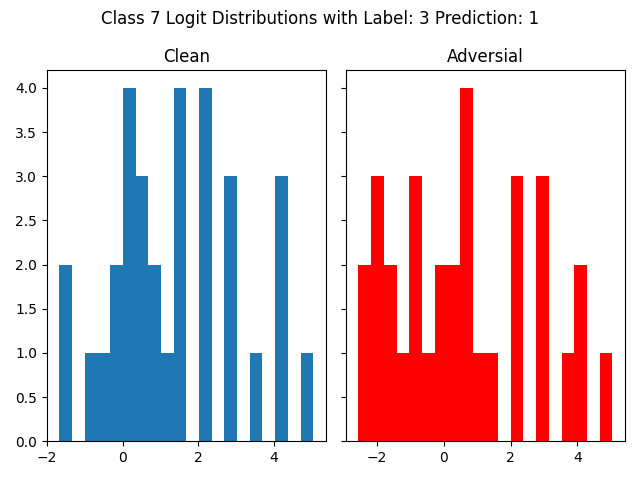 Class 7 Logit Distributions with Label: 3 Prediction: 1
Clean
Adversial
4.0
3.5
3.0
2.5
2.0
1.5
1.0
0.5
0.0
−2 0 2 4
−2 0 2 4